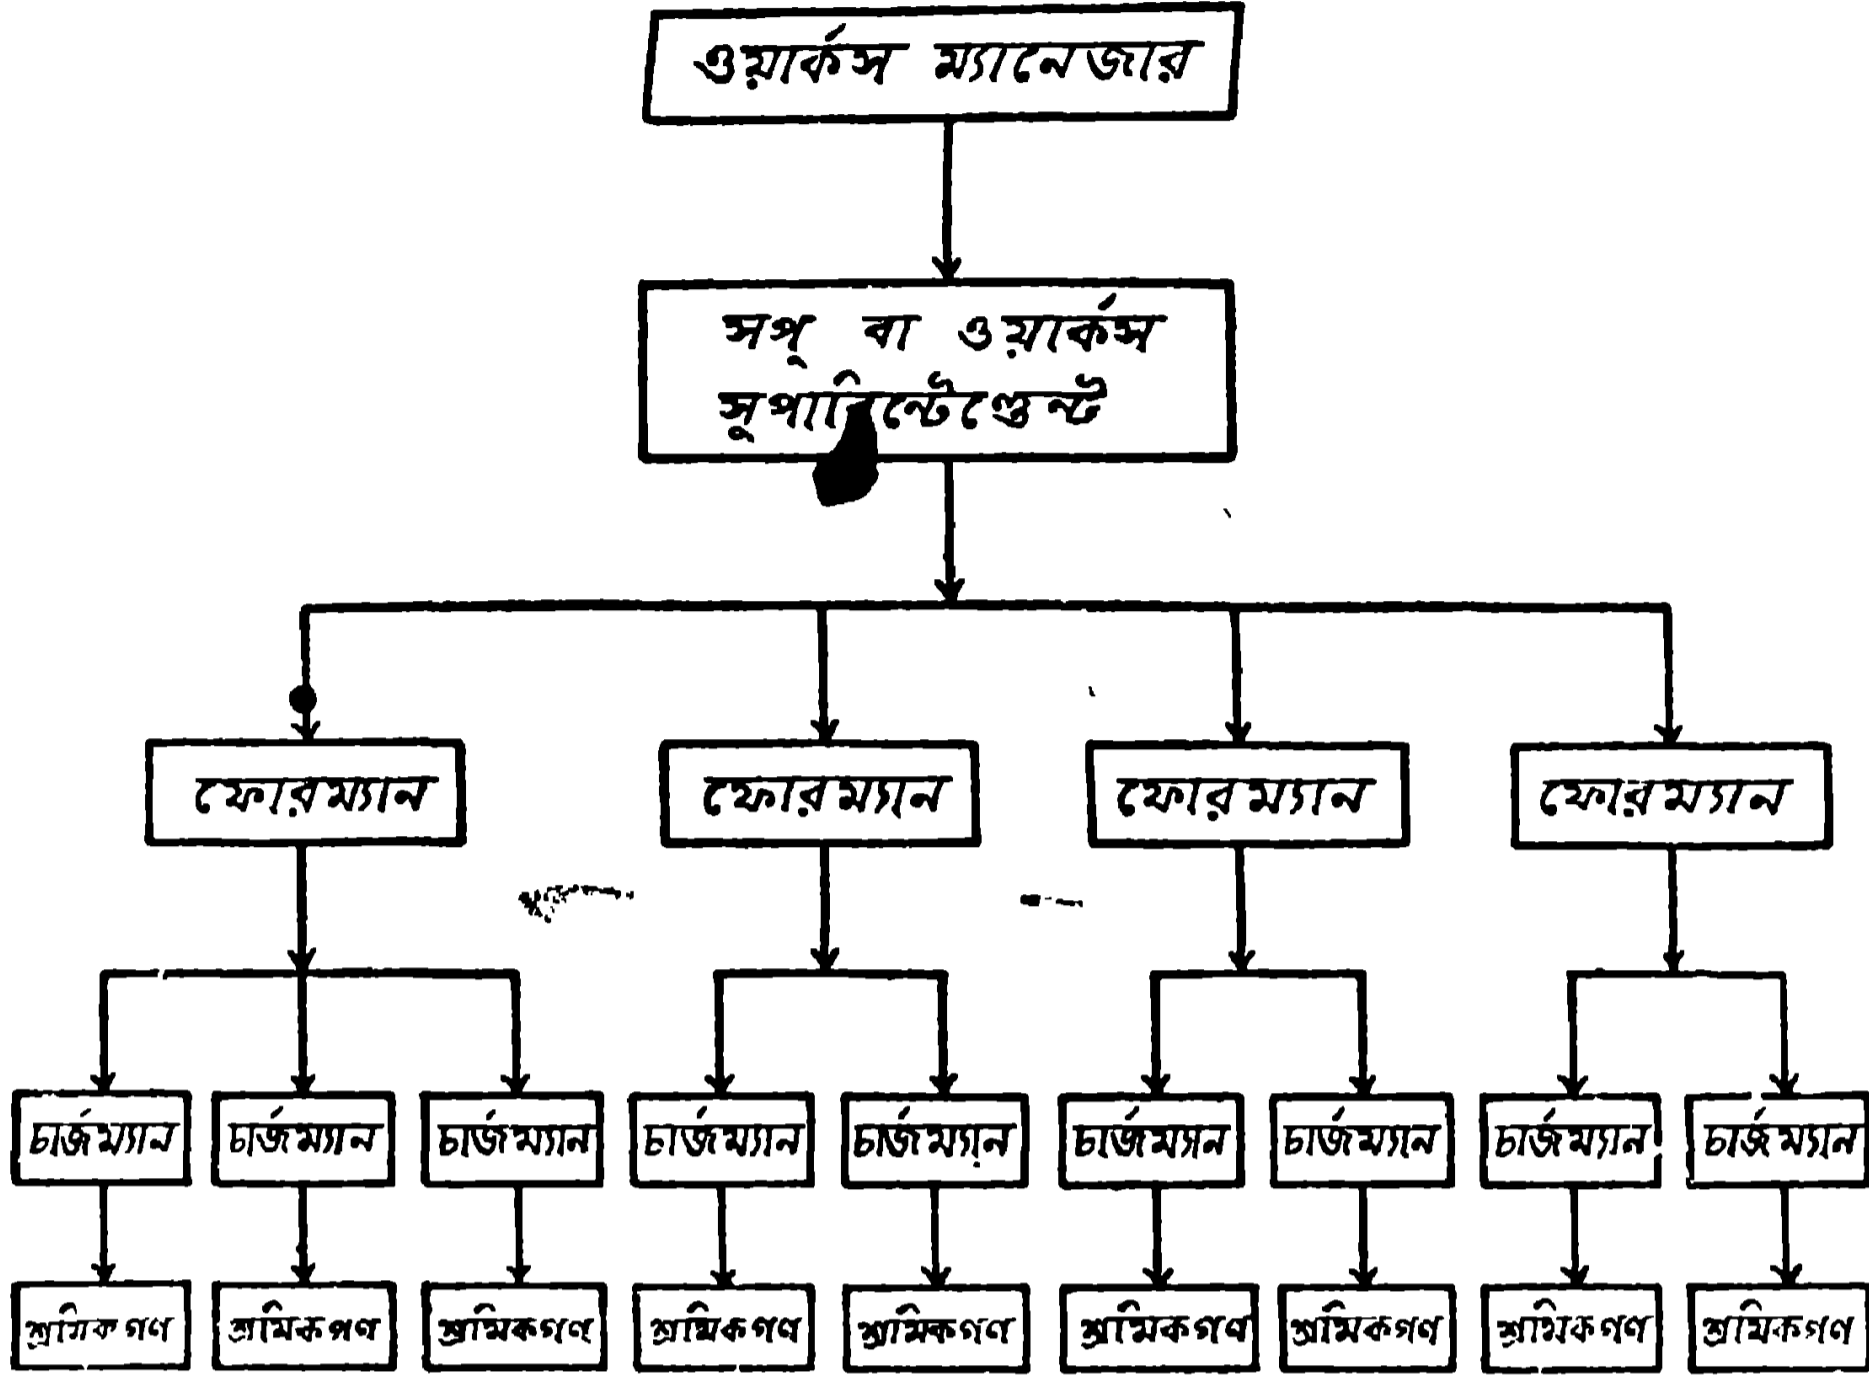 ওয়ার্কস ম্যানেজার
সপ্ বা ওয়ার্কস
সুপারিন্টেণ্ডেন্ট
ফোরম্যান ফোরম্যান ফোরম্যান ফোরম্যান
চার্জম্যান চার্জম্যান চার্জম্যান চার্জম্যান চার্জম্যান চার্জম্যান চার্জম্যান চার্জম্যান চার্জম্যান
শ্রমিকগণ শ্রমিকগণ শ্রমিকগণ শ্রমিকগণ শ্রমিকগণ শ্রমিকগণ শ্রমিকগণ শ্রমিকগণ শ্রমিকগণ